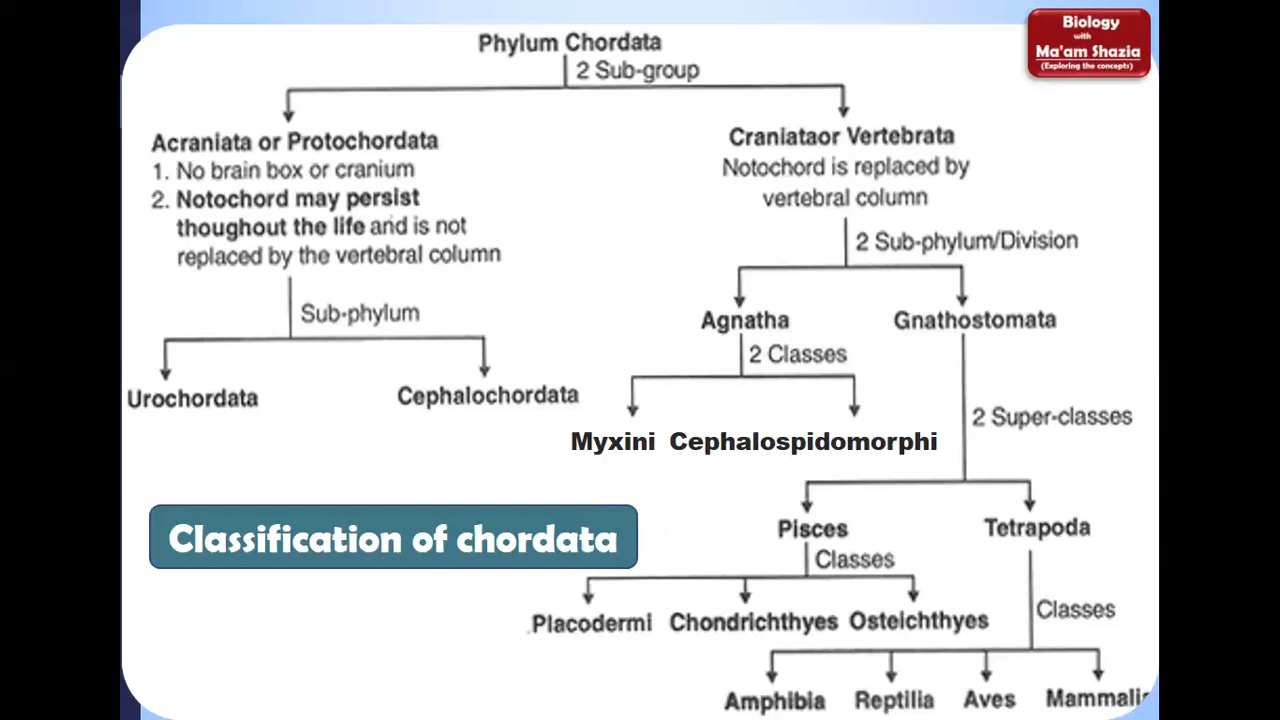 Biology
with
Ma'am Shazia
(Exploring the concepts)
Phylum Chordata
2 Sub-group
Acraniata or Protochordata
1. No brain box or cranium
2. Notochord may persist
thoughout the life and is not
replaced by the vertebral column
Craniataor Vertebrata
Notochord is replaced by
vertebral column
2 Sub-phylum/Division
Sub-phylum
Agnatha
Gnathostomata
2 Classes
Urochordata
Cephalochordata
2 Super-classes
Myxini Cephalospidomorphi
Classification of chordata
Pisces
Tetrapoda
Classes
Placodermi Chondrichthyes Osteichthyes
Classes
Amphibia Reptilia Aves Mammalia